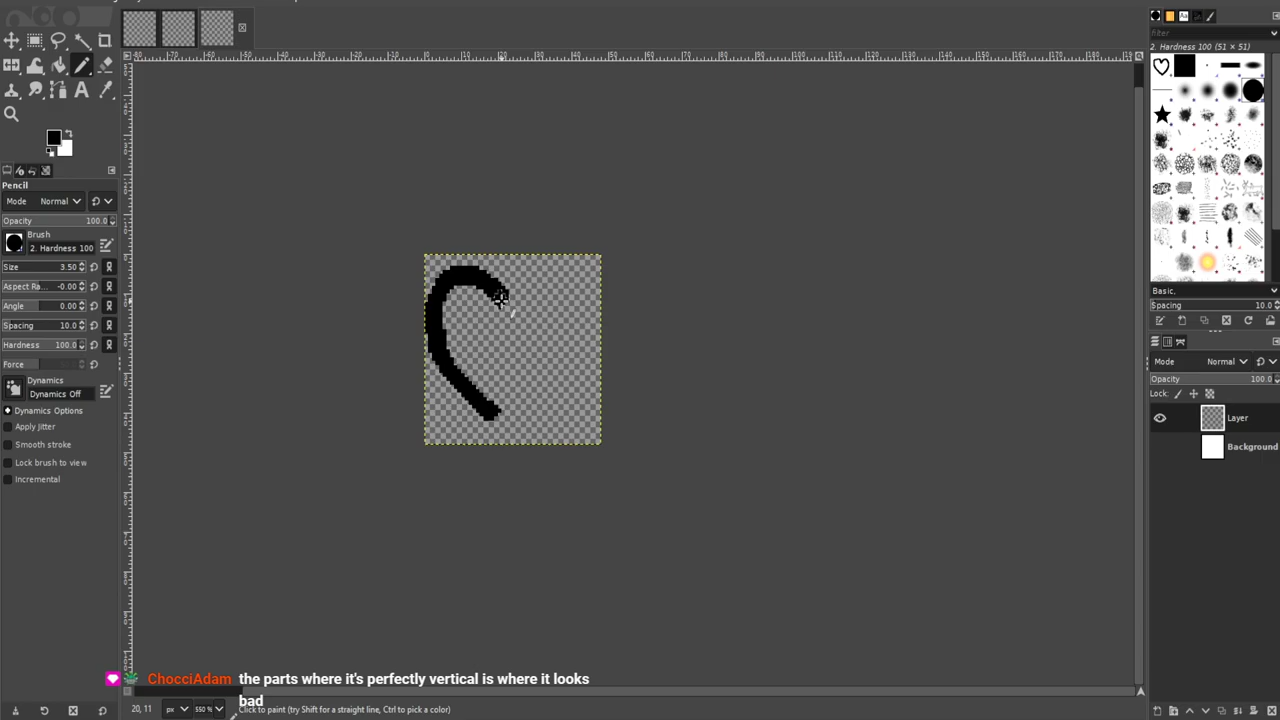 filter
2. Hardness 100 (51 × 51)
Pencil
Mode Normal
Opacity 100.0
Brush
2. Hardness 100
Size 3.50
Aspect Ra... -0.00
Angle 0.00
Spacing 10.0
Hardness 100.0
Force
Dynamics
Dynamics Off
Dynamics Options
Apply Jitter
Smooth stroke
Lock brush to view
Incremental
Basic,
Spacing 10.0
Mode Normal
Opacity 100.0
Lock:
Layer
Background
ChocciAdam the parts where it's perfectly vertical is where it looks
bad
20, 11 px 550 % Click to paint (try Shift for a straight line, Ctrl to pick a color)